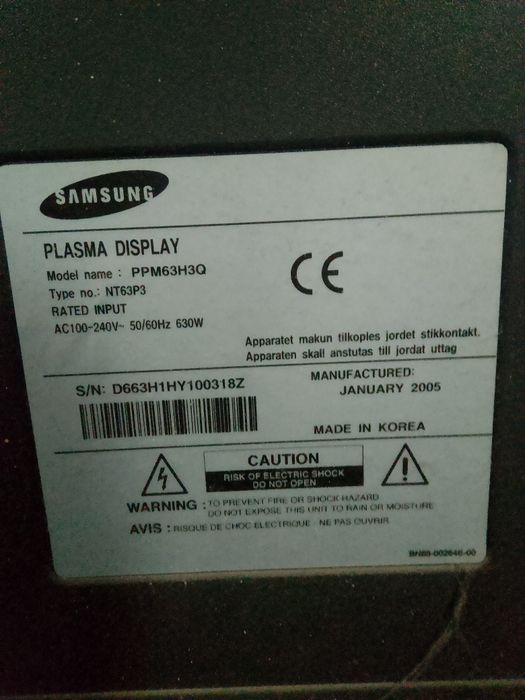 SAMSUNG
PLASMA DISPLAY
Model name : PPM63H3Q
Type no.: NT63P3
RATED INPUT
AC100-240V~ 50/60Hz 630W
CE
Apparatet makun tilkoples jordet stikkontakt.
Apparaten skall anstutas till jordat uttag
S/N: D663H1HY100318Z
MANUFACTURED:
JANUARY 2005
MADE IN KOREA
CAUTION
RISK OF ELECTRIC SHOCK
DO NOT OPEN
WARNING : TO PREVENT FIRE OR SHOCK HAZARD
DO NOT EXPOSE THIS UNIT TO RAIN OR MOISTURE
AVIS : RISQUE DE CHOC ELECTRIQUE - NE PAS OUVRIR